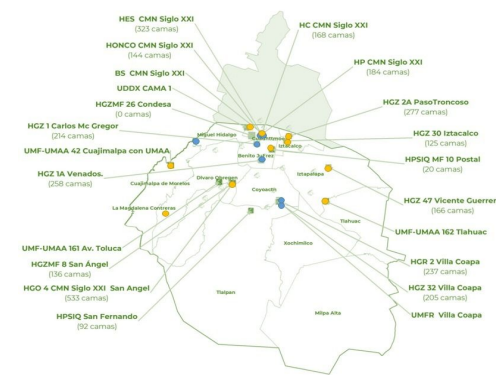 HES CMN Siglo XXI
(323 camas)
HONCO CMN Siglo XXI
(144 camas)
BS CMN Siglo XXI
UDDX CAMA 1
HGZMF 26 Condesa
(0 camas)
HGZ 1 Carlos Mc Gregor
(214 camas)
UMF-UMAA 42 Cuajimalpa con UMAA
HGZ 1A Venados.
(258 camas)
UMF-UMAA 161 Av. Toluca
HGZMF 8 San Ángel
(136 camas)
HGO 4 CMN Siglo XXI San Angel
(533 camas)
HPSIQ San Fernando
(92 camas)
HC CMN Siglo XXI
(168 camas)
HP CMN Siglo XXI
(184 camas)
HGZ 2A PasoTroncoso
(277 camas)
HGZ 30 Iztacalco
(125 camas)
HPSIQ MF 10 Postal
(20 camas)
HGZ 47 Vicente Guerrer
(166 camas)
UMF-UMAA 162 Tlahuac
HGR 2 Villa Coapa
(237 camas)
HGZ 32 Villa Coapa
(205 camas)
UMFR Villa Coapa
Miguel Hidalgo
Iztacalco
Benito Juárez
Cuajimalpa de Morelos
Álvaro Obregón
Iztapalapa
Coyoacán
La Magdalena Contreras
Tlahuac
Xochimilco
Tlalpan
Milpa Alta